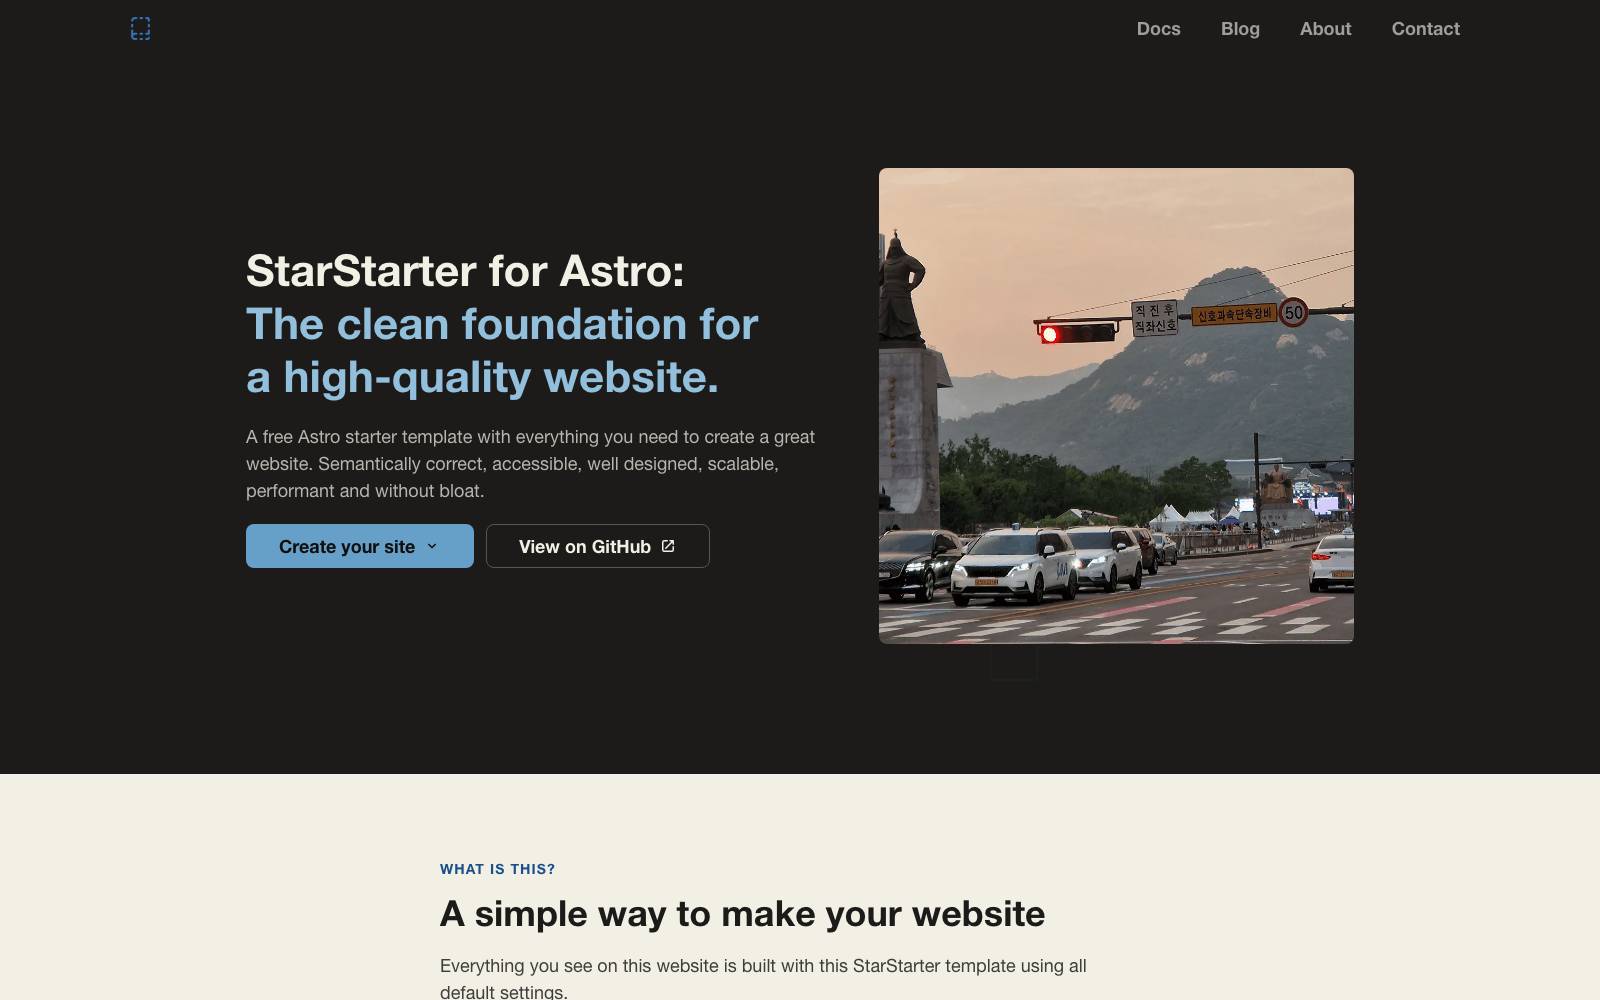 Docs
Blog
About
Contact
StarStarter for Astro:
The clean foundation for
a high-quality website.
A free Astro starter template with everything you need to create a great
website. Semantically correct, accessible, well designed, scalable,
performant and without bloat.
Create your site
View on GitHub
직진후
직좌신호
신호과속단속장비
50
WHAT IS THIS?
A simple way to make your website
Everything you see on this website is built with this StarStarter template using all
default settings.